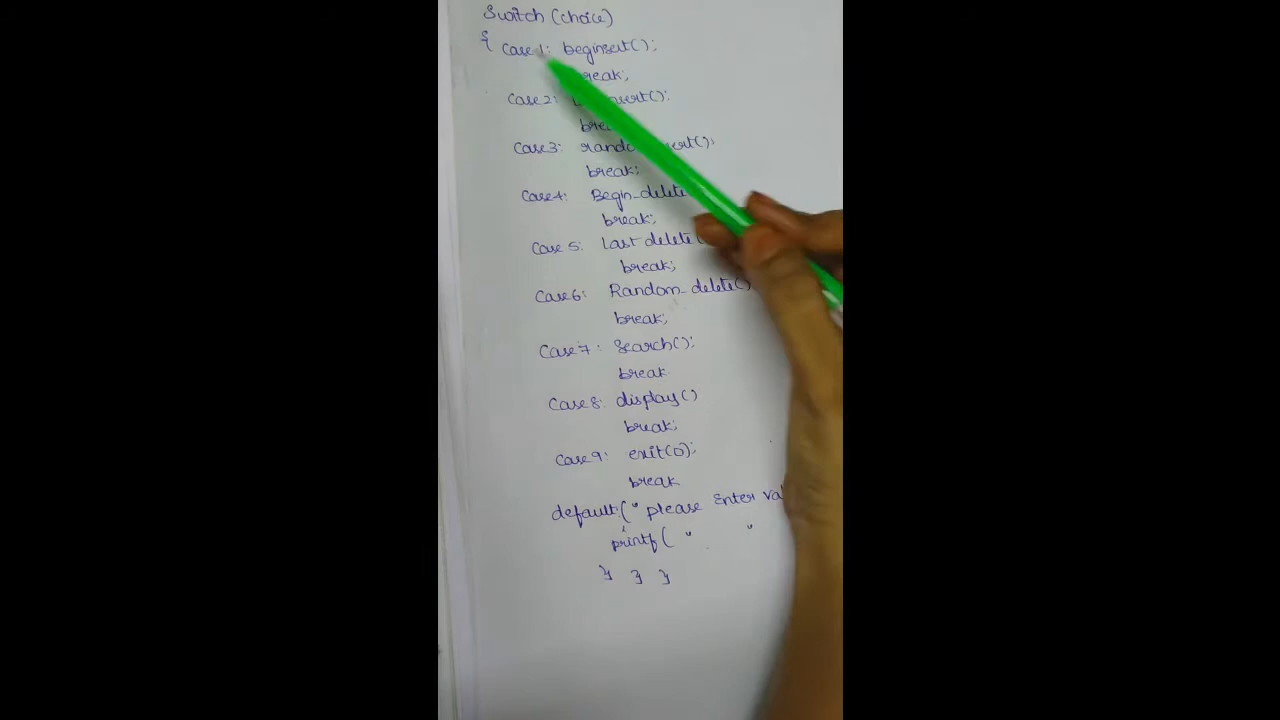 Switch (choice)
{ Case 1: beginsert();
break;
Case 2:
break;
Case 3:
break;
Case 4: Begin_delete
break;
Case 5: Last delete(
break;
Case 6: Random_delete()
break;
Case 7: Search();
break
Case 8: display()
break;
Case 9: exit(0);
break
default:(" please Enter
printf( " "
} } }